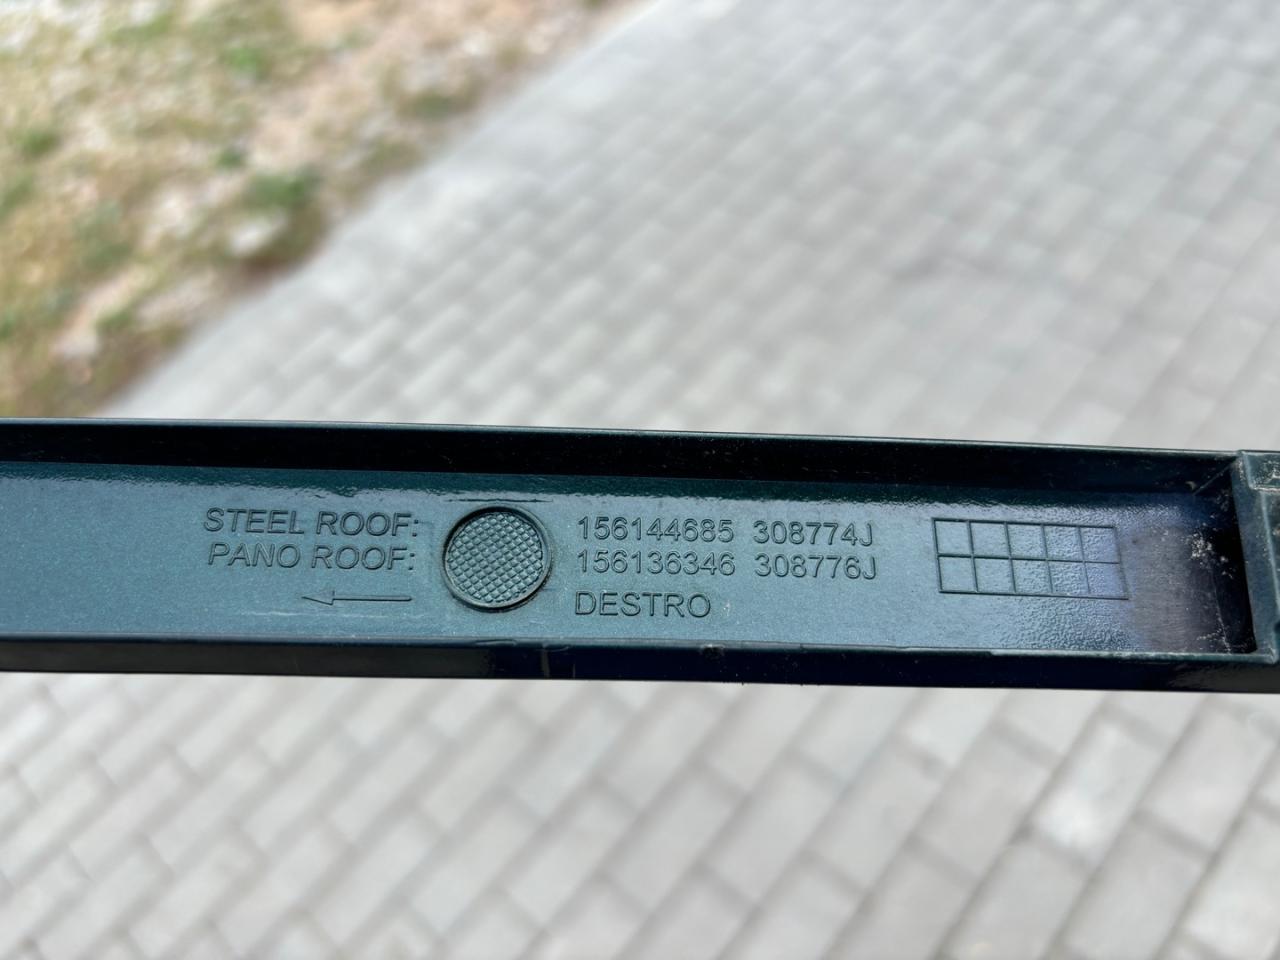 STEEL ROOF: 156144685 308774J
PANO ROOF: 156136346 308776J
DESTRO